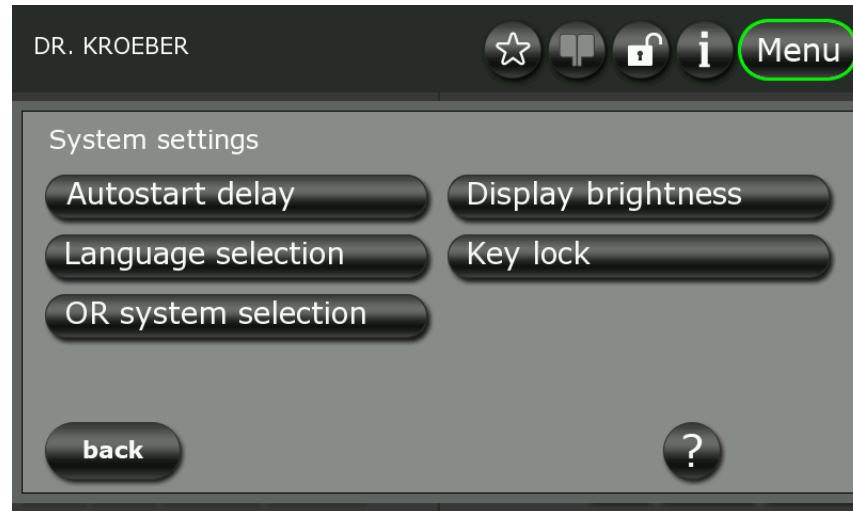 DR. KROEBER
i
Menu
System settings
Autostart delay
Display brightness
Language selection
Key lock
OR system selection
back
?